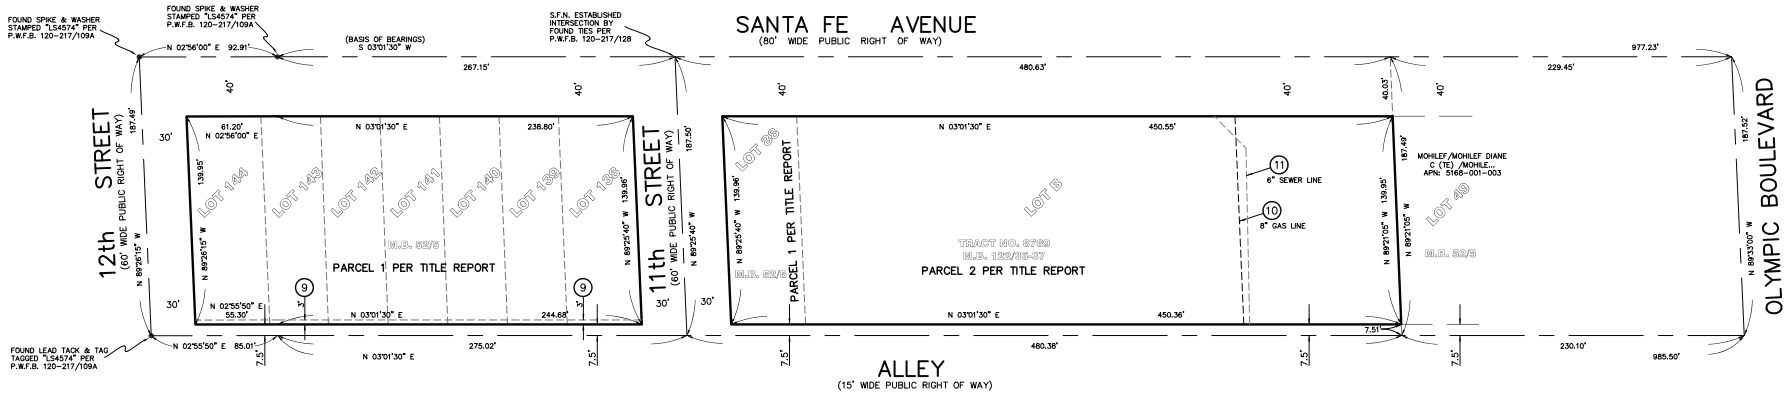 FOUND SPIKE & WASHER
STAMPED "LS4574" PER
P.W.F.B. 120-217/109A
FOUND SPIKE & WASHER
STAMPED "LS4574" PER
P.W.F.B. 120-217/109A
N 02°56'00" E 92.91'
(BASIS OF BEARINGS)
S 03°01'30" W
267.15'
S.F.N. ESTABLISHED
INTERSECTION BY
FOUND TIES PER
P.W.F.B. 120-217/128
SANTA FE AVENUE
(80' WIDE PUBLIC RIGHT OF WAY)
480.63'
977.23'
229.45'
40'
40'
40'
40.03'
40'
12th STREET
(60' WIDE PUBLIC RIGHT OF WAY)
187.49'
N 89°26'15" W
30'
30'
61.20'
N 02°56'00" E
N 03°01'30" E
238.80'
139.95'
N 89°26'15" W
LOT 144
LOT 143
LOT 142
LOT 141
LOT 140
LOT 139
LOT 138
M.B. 52/5
PARCEL 1 PER TITLE REPORT
N 89°25'40" W 139.96'
9
3'
9
3'
N 02°55'50" E
55.30'
N 03°01'30" E
244.68'
11th STREET
(60' WIDE PUBLIC RIGHT OF WAY)
187.50'
N 89°25'40" W
30'
30'
N 89°25'40" W 139.96'
LOT 88
M.B. 52/5
PARCEL 1 PER TITLE REPORT
N 03°01'30" E
450.55'
LOT B
TRACT NO. 8769
M.B. 122/36-37
PARCEL 2 PER TITLE REPORT
11
6" SEWER LINE
10
8" GAS LINE
N 03°01'30" E
450.36'
N 89°21'05" W 139.95'
187.49'
N 89°21'05" W
7.51'
MOHILEF/MOHILEF DIANE
C (TE) /MOHILE...
APN: 5168-001-003
LOT 49
M.B. 52/5
187.52'
N 89°31'00" W
OLYMPIC BOULEVARD
FOUND LEAD TACK & TAG
TAGGED "LS4574" PER
P.W.F.B. 120-217/109A
N 02°55'50" E 85.01'
7.5'
N 03°01'30" E
275.02'
7.5'
7.5'
480.38'
7.5'
7.5'
230.10'
985.50'
ALLEY
(15' WIDE PUBLIC RIGHT OF WAY)